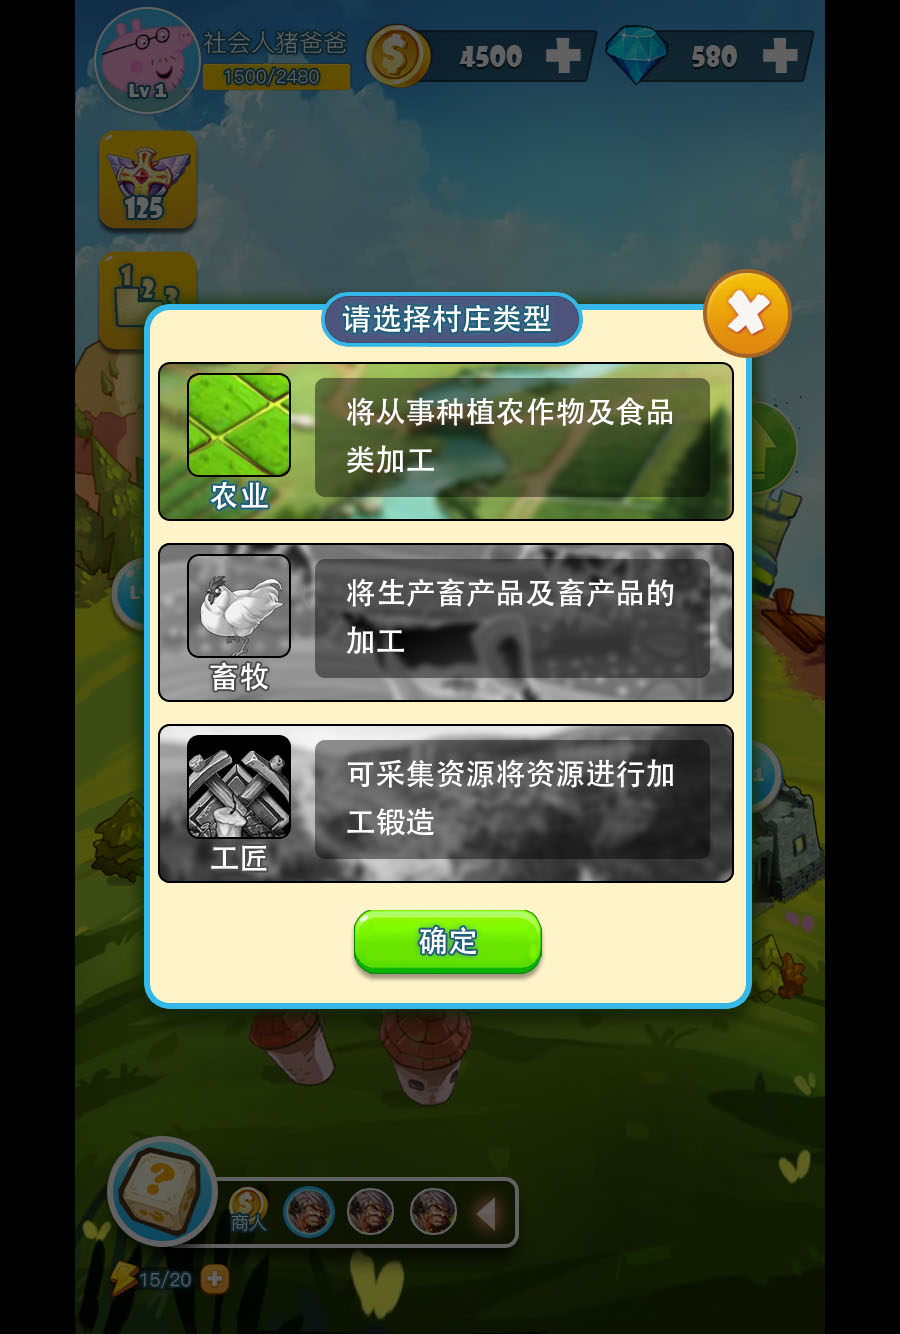 社会人猪爸爸
4500
580
1500/2480
Lv 1
125
1 2 3
请选择村庄类型
将从事种植农作物及食品
类加工
农业
将生产畜产品及畜产品的
加工
畜牧
可采集资源将资源进行加
工锻造
工匠
确定
商人
15/20